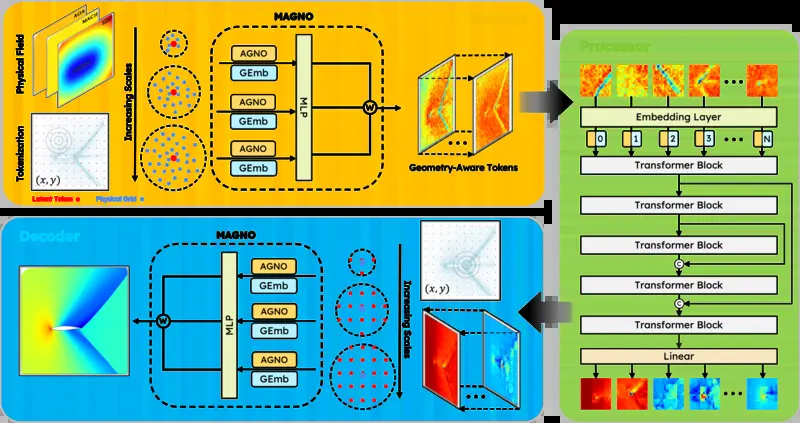 MAGNO
Physical Field
AOA
MACH
Increasing Scales
AGNO
GEmb
AGNO
GEmb
AGNO
GEmb
MLP
W
Geometry-Aware Tokens
Tokenization
(x, y)
Latent Token
Physical Grid
Processor
Embedding Layer
0
1
2
3
N
Transformer Block
Transformer Block
Transformer Block
C
Transformer Block
C
Transformer Block
Linear
Decoder
MAGNO
W
MLP
AGNO
GEmb
AGNO
GEmb
AGNO
GEmb
Increasing Scales
(x, y)